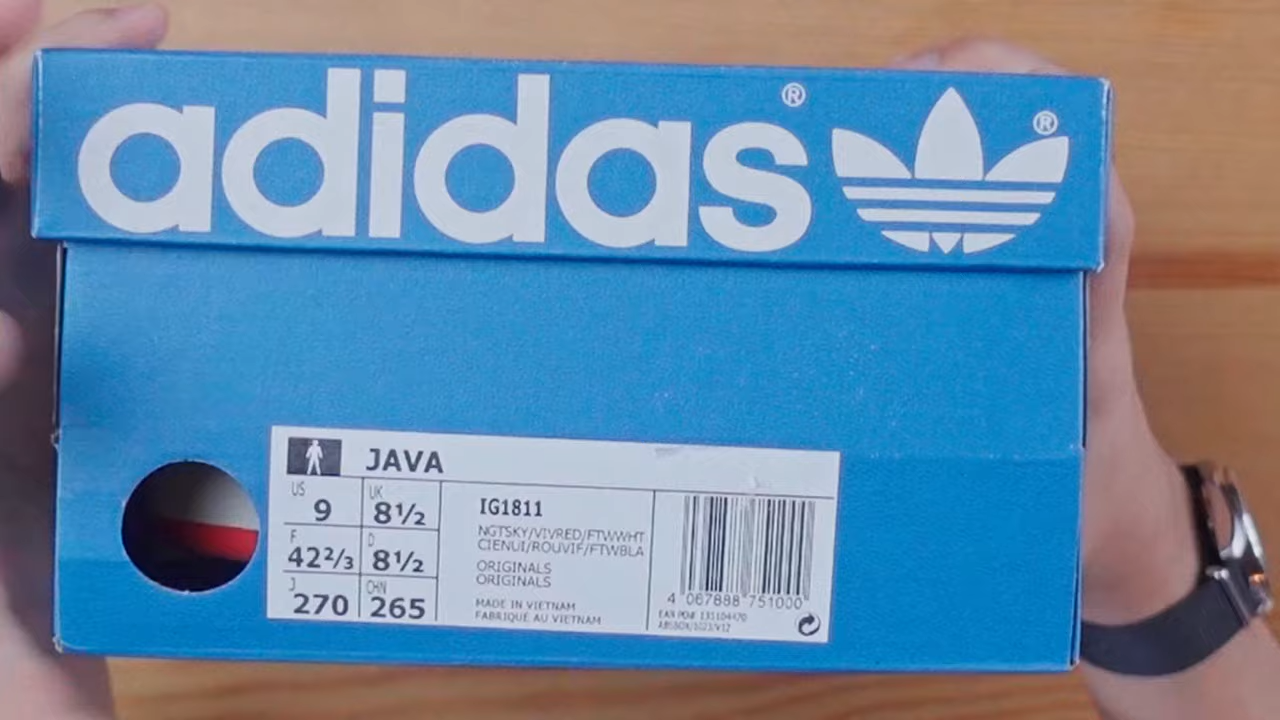 adidas ® ®
JAVA
US 9 UK 8½
F 42⅔ D 8½
J 270 CHN 265
IG1811
NGTSKY/VIVRED/FTWWHT
CIENUI/ROUVIF/FTWBLA
ORIGINALS
ORIGINALS
MADE IN VIETNAM
FABRIQUE AU VIETNAM
4 067888 751000